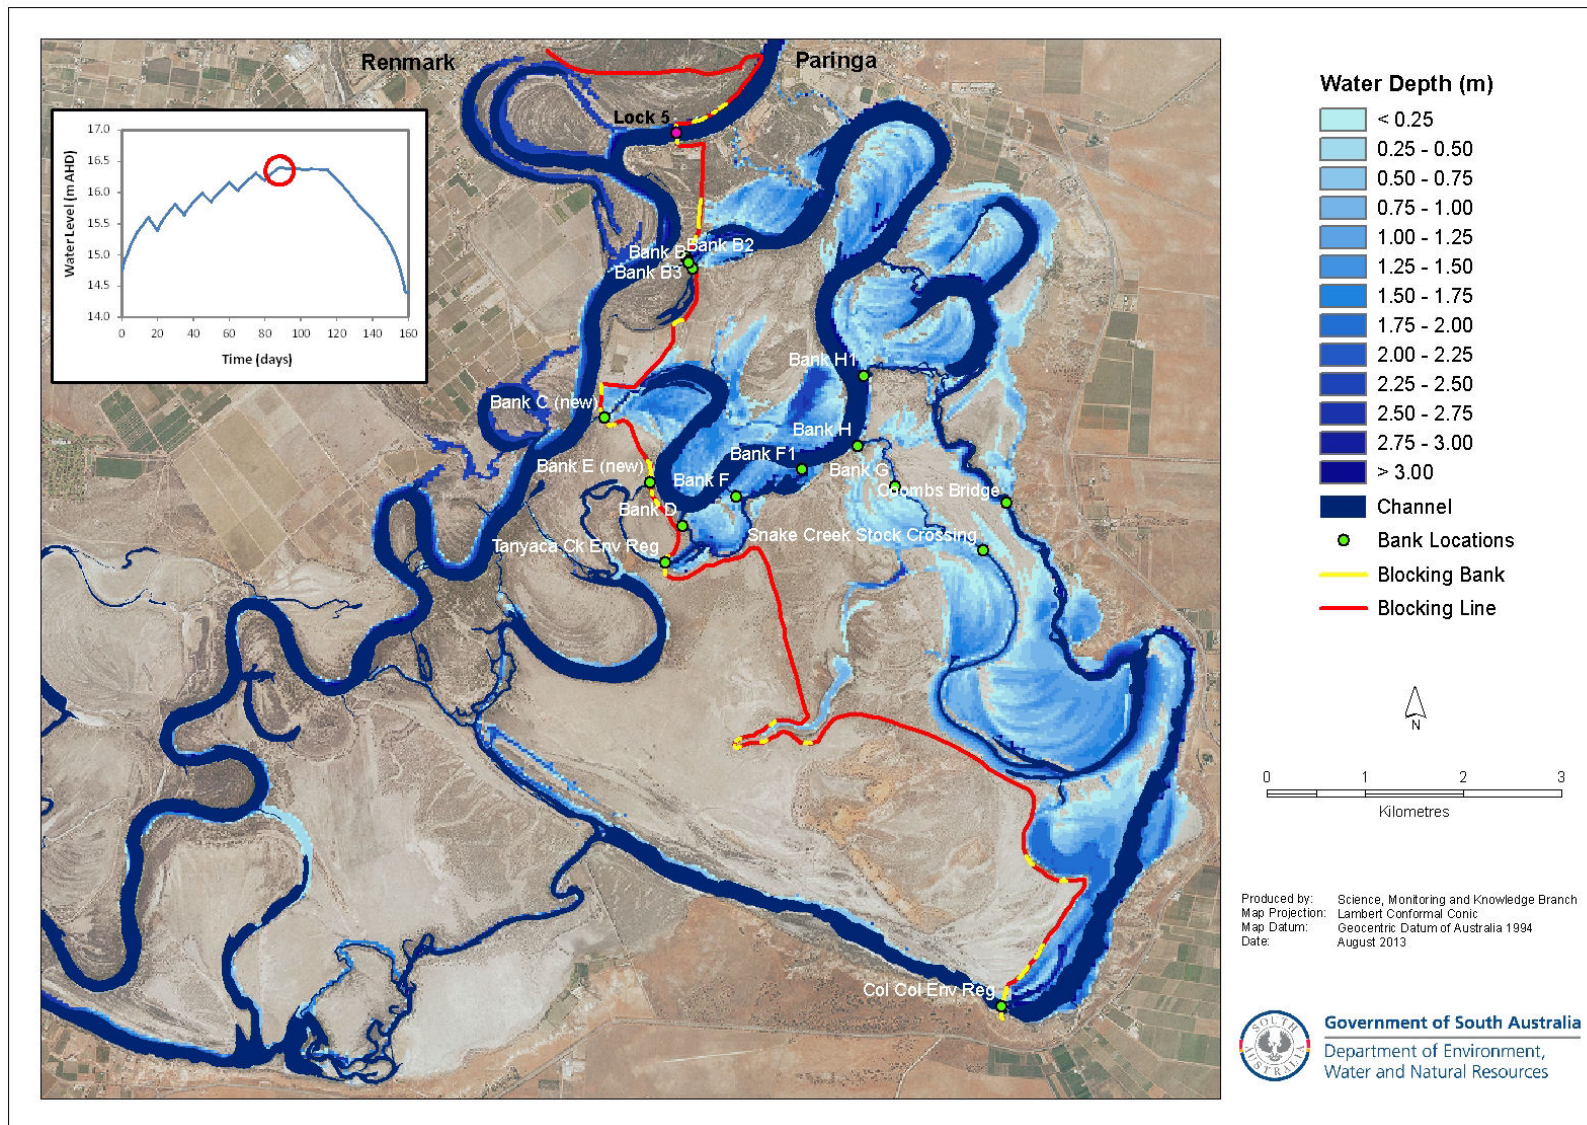 Renmark
Paringa
Lock 5
17.0
16.5
16.0
15.5
15.0
14.5
14.0
0 20 40 60 80 100 120 140 160
Water Level (m AHD)
Time (days)
Bank B2
Bank B
Bank B3
Bank H1
Bank C (new)
Bank H
Bank F1
Bank E (new)
Bank G
Bank F
Coombs Bridge
Bank D
Snake Creek Stock Crossing
Tanyaca Ck Env Reg
Col Col Env Reg
Water Depth (m)
< 0.25
0.25 - 0.50
0.50 - 0.75
0.75 - 1.00
1.00 - 1.25
1.25 - 1.50
1.50 - 1.75
1.75 - 2.00
2.00 - 2.25
2.25 - 2.50
2.50 - 2.75
2.75 - 3.00
> 3.00
Channel
Bank Locations
Blocking Bank
Blocking Line
N
0 1 2 3
Kilometres
Produced by: Science, Monitoring and Knowledge Branch
Map Projection: Lambert Conformal Conic
Map Datum: Geocentric Datum of Australia 1994
Date: August 2013
SOUTH AUSTRALIA
Government of South Australia
Department of Environment,
Water and Natural Resources